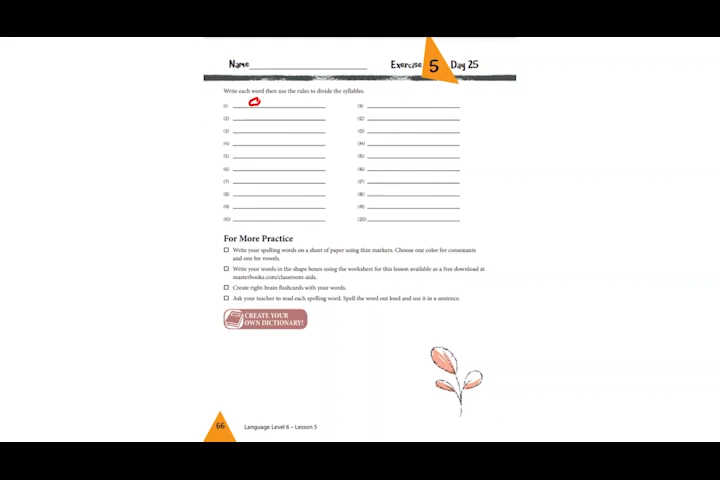 Name
Exercise 5 Day 25
Write each word then use the rules to divide the syllables.
(1)
(2)
(3)
(4)
(5)
(6)
(7)
(8)
(9)
(10)
(11)
(12)
(13)
(14)
(15)
(16)
(17)
(18)
(19)
(20)
For More Practice
Write your spelling words on a sheet of paper using thin markers. Choose one color for consonants
and one for vowels.
Write your words in the shape boxes using the worksheet for this lesson available as a free download at
masterbooks.com/classroom-aids.
Create right-brain flashcards with your words.
Ask your teacher to read each spelling word. Spell the word out loud and use it in a sentence.
CREATE YOUR
OWN DICTIONARY!
66
Language Level 6 – Lesson 5